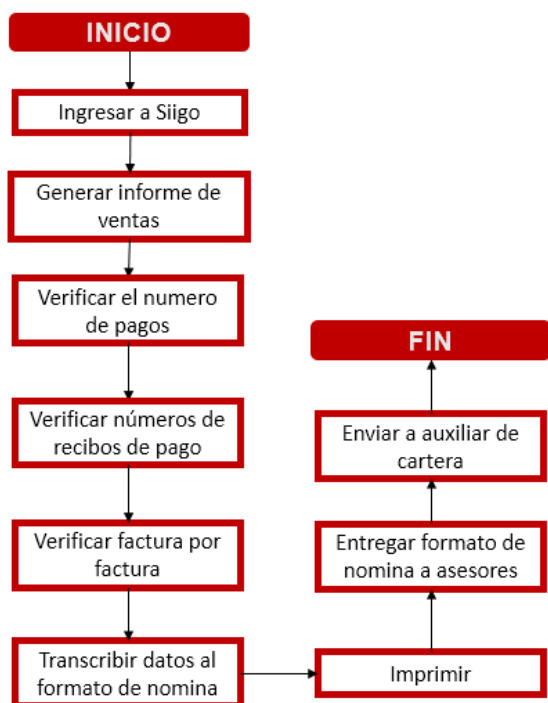 INICIO
Ingresar a Siigo
Generar informe de
ventas
Verificar el numero
de pagos
Verificar números de
recibos de pago
Verificar factura por
factura
Transcribir datos al
formato de nomina
Imprimir
Entregar formato de
nomina a asesores
Enviar a auxiliar de
cartera
FIN